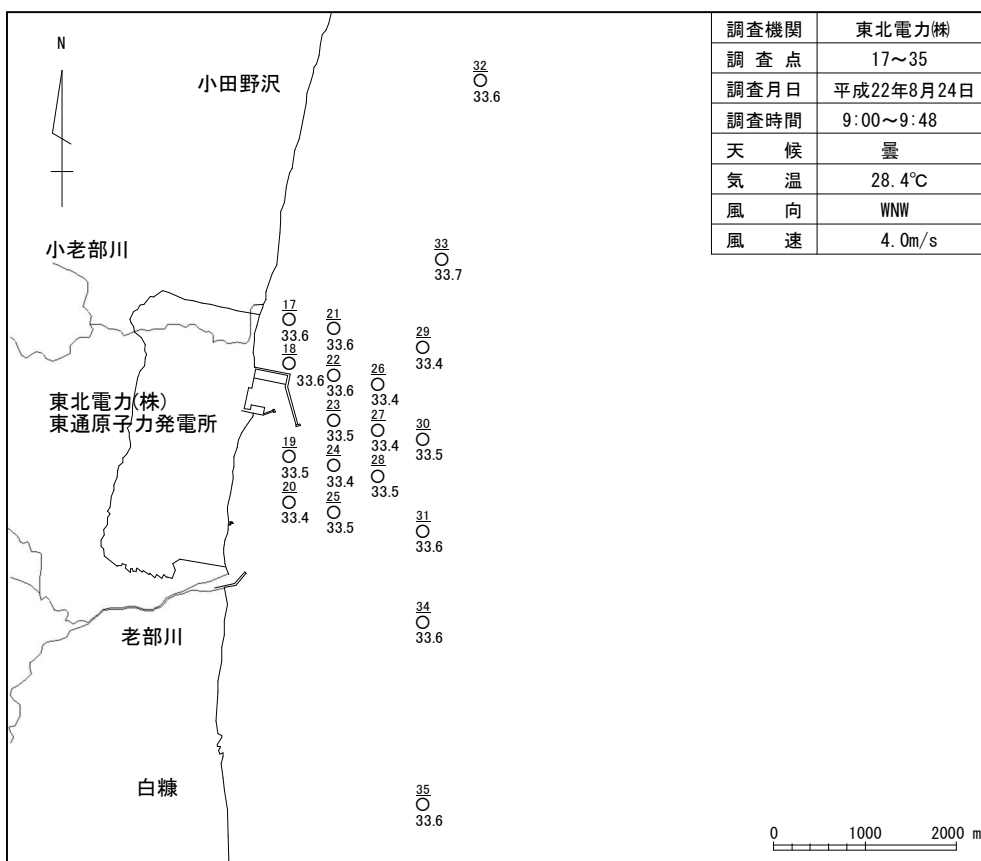 調査機関 東北電力㈱
調査点 17～35
調査月日 平成22年8月24日
調査時間 9:00～9:48
天候 曇
気温 28.4℃
風向 WNW
風速 4.0m/s
N
小田野沢
32
33.6
小老部川
33
33.7
17
33.6
21
33.6
29
33.4
18
33.6
22
33.6
26
33.4
東北電力(株)
東通原子力発電所
23
33.5
27
33.4
30
33.5
19
33.5
24
33.4
28
33.5
20
33.4
25
33.5
31
33.6
34
33.6
老部川
白糠
35
33.6
0 1000 2000 m